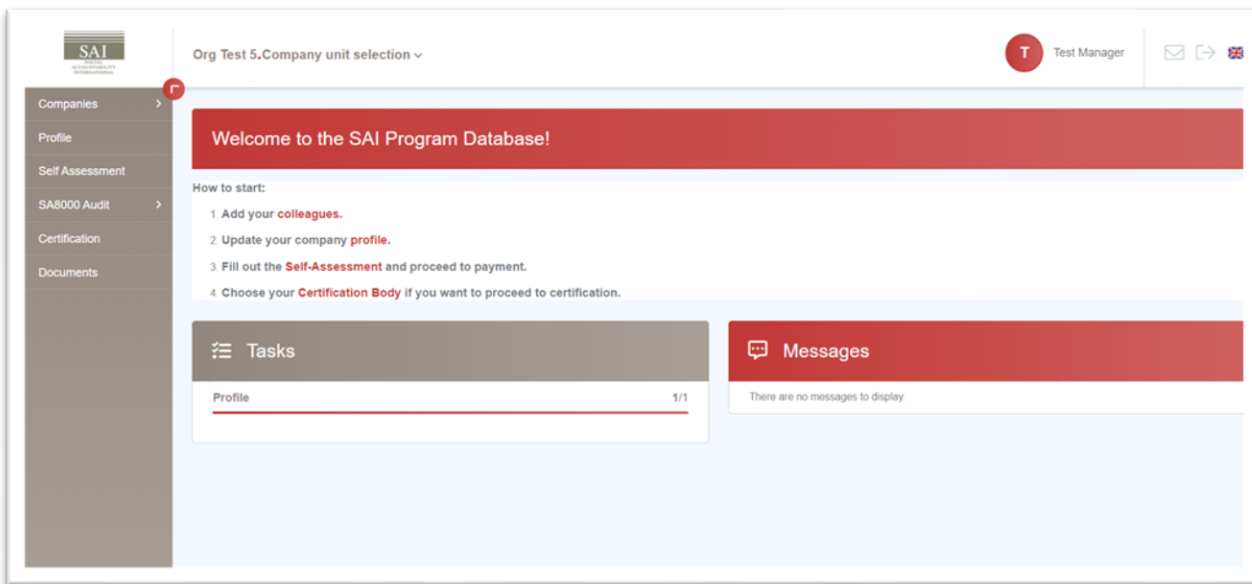 SAI
SOCIAL
ACCOUNTABILITY
INTERNATIONAL
Org Test 5.Company unit selection
T
Test Manager
Companies
Profile
Self Assessment
SA8000 Audit
Certification
Documents
Welcome to the SAI Program Database!
How to start:
1. Add your colleagues.
2. Update your company profile.
3. Fill out the Self-Assessment and proceed to payment.
4. Choose your Certification Body if you want to proceed to certification.
Tasks
Profile 1/1
Messages
There are no messages to display.